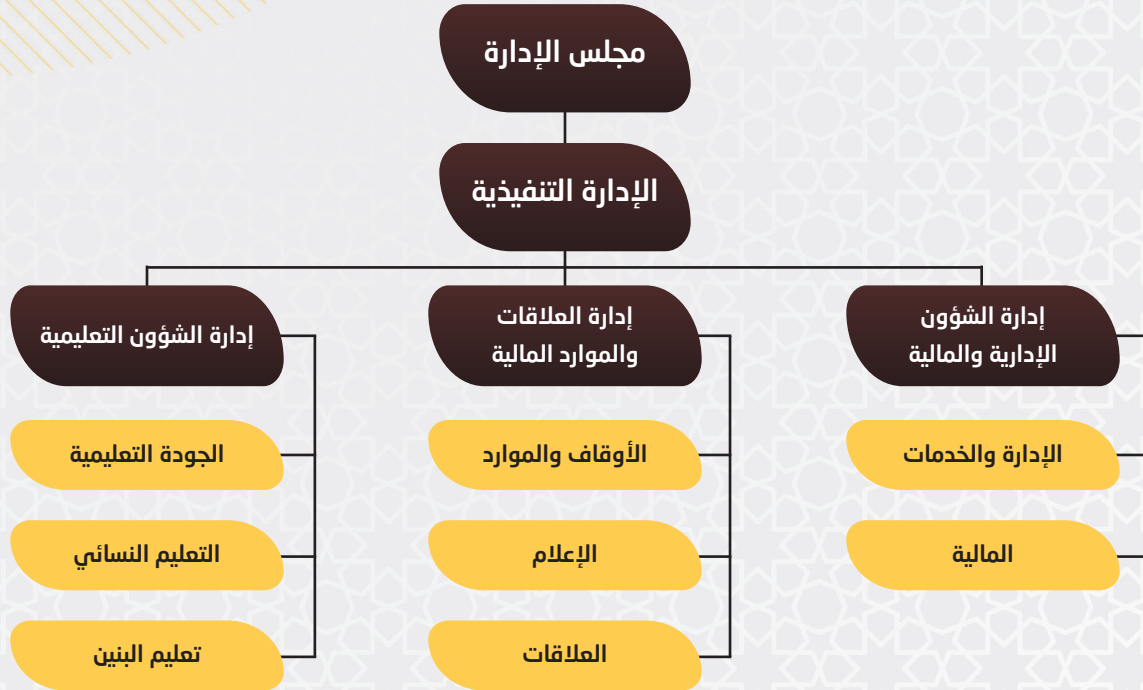 مجلس الإدارة
الإدارة التنفيذية
إدارة الشؤون
الإدارية والمالية
الإدارة والخدمات
المالية
إدارة العلاقات
والموارد المالية
الأوقاف والموارد
الإعلام
العلاقات
إدارة الشؤون التعليمية
الجودة التعليمية
التعليم النسائي
تعليم البنين